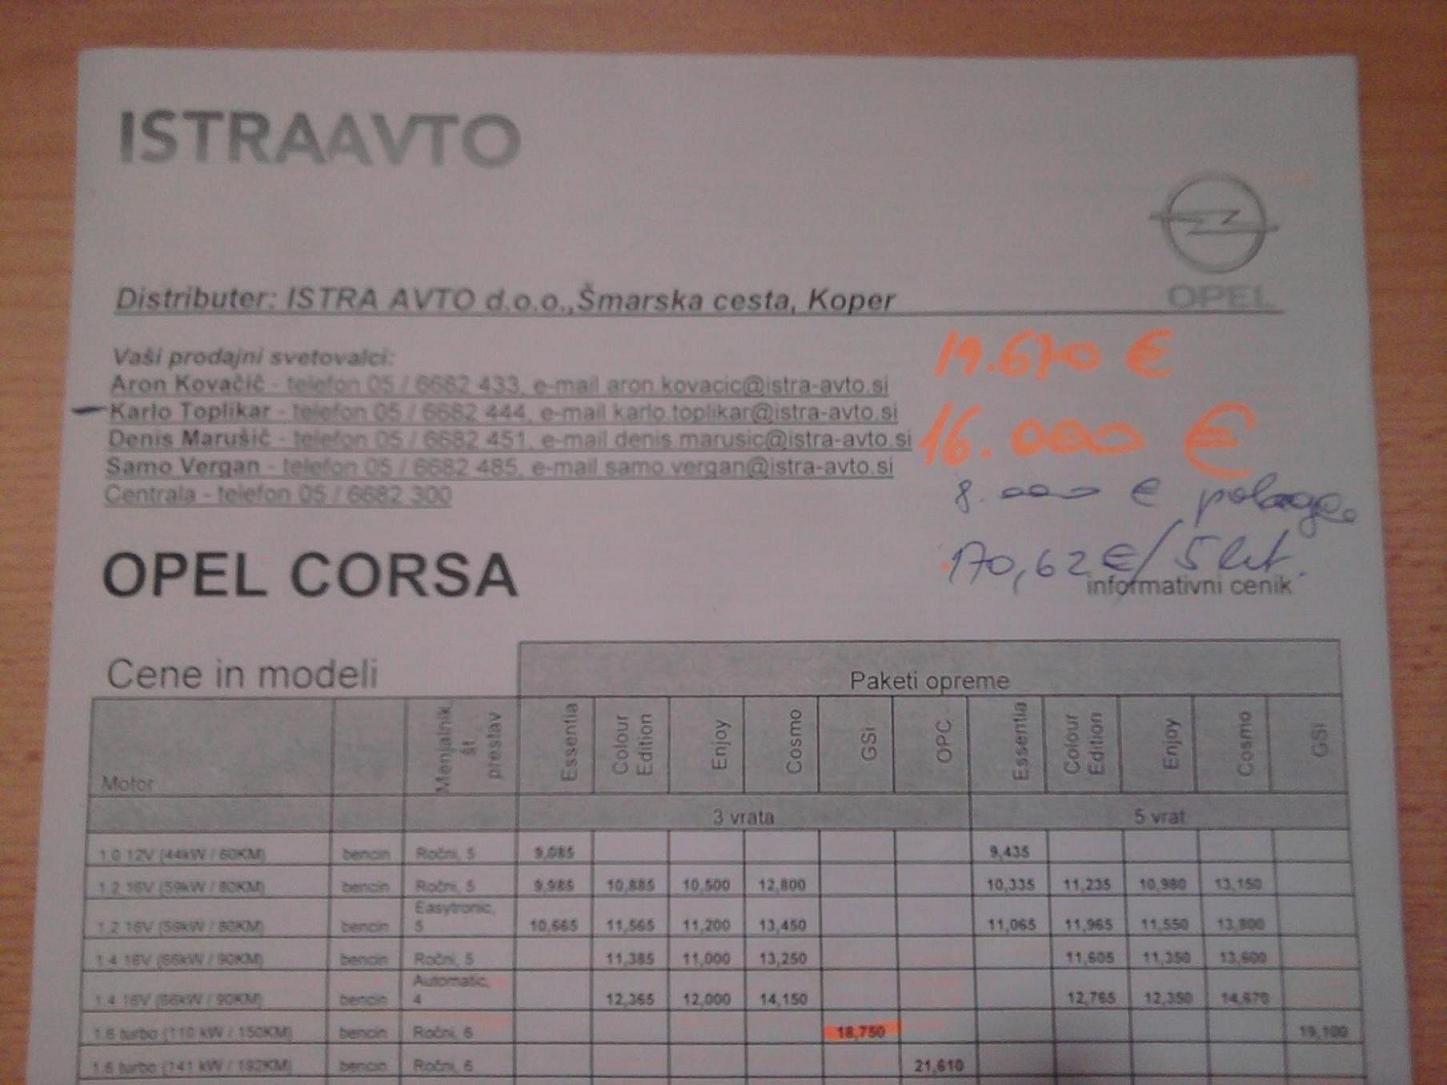 ISTRAAVTO
OPEL
Distributer: ISTRA AVTO d.o.o.,Šmarska cesta, Koper
19.670 €
Vaši prodajni svetovalci:
Aron Kovačič - telefon 05 / 6682 433, e-mail aron.kovacic@istra-avto.si
Karlo Toplikar - telefon 05 / 6682 444, e-mail karlo.toplikar@istra-avto.si
16.000 €
Denis Marušič - telefon 05 / 6682 451, e-mail denis.marusic@istra-avto.si
Samo Vergan - telefon 05 / 6682 485, e-mail samo.vergan@istra-avto.si
Centrala - telefon 05 / 6682 300
8.000 €
170,62 € / 5 let.
OPEL CORSA
informativni cenik
Cene in modeli
Paketi opreme
Motor Menjalnik št. prestav Essentia Colour Edition Enjoy Cosmo GSi OPC Essentia Colour Edition Enjoy Cosmo GSi
3 vrata 5 vrat
1.0 12V (44kW / 60KM) bencin Ročni, 5 9,085 9,435
1.2 16V (59kW / 80KM) bencin Ročni, 5 9,985 10,885 10,500 12,800 10,335 11,235 10,980 13,150
1.2 16V (59kW / 80KM) bencin Easytronic, 5 10,665 11,565 11,200 13,450 11,065 11,965 11,550 13,800
1.4 16V (66kW / 90KM) bencin Ročni, 5 11,385 11,000 13,250 11,605 11,350 13,600
1.4 16V (66kW / 90KM) bencin Automatic, 4 12,365 12,000 14,150 12,765 12,350 14,670
1.6 turbo (110 kW / 150KM) bencin Ročni, 6 18,750 19,100
1.6 turbo (141 kW / 192KM) bencin Ročni, 6 21,610